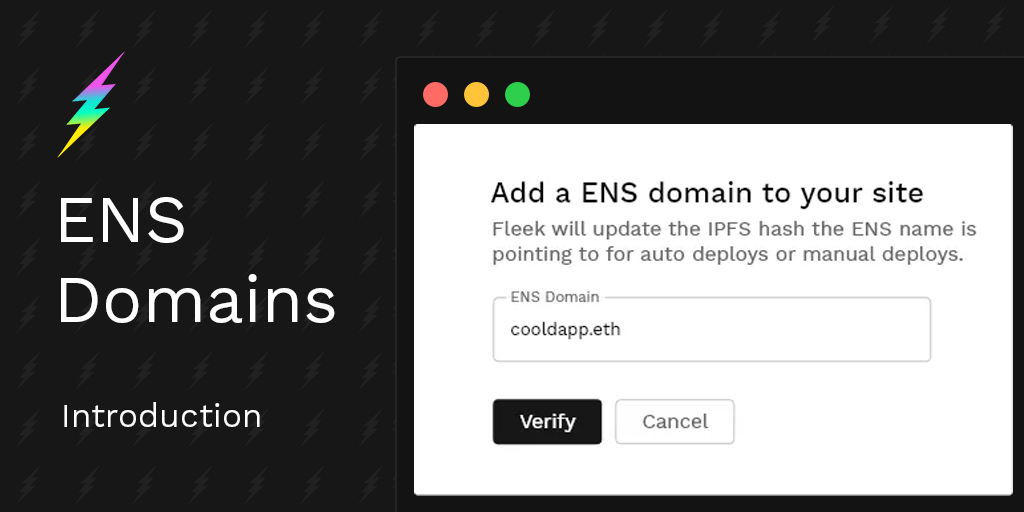 ENS
Domains
Introduction
Add a ENS domain to your site
Fleek will update the IPFS hash the ENS name is
pointing to for auto deploys or manual deploys.
ENS Domain
cooldapp.eth
Verify
Cancel